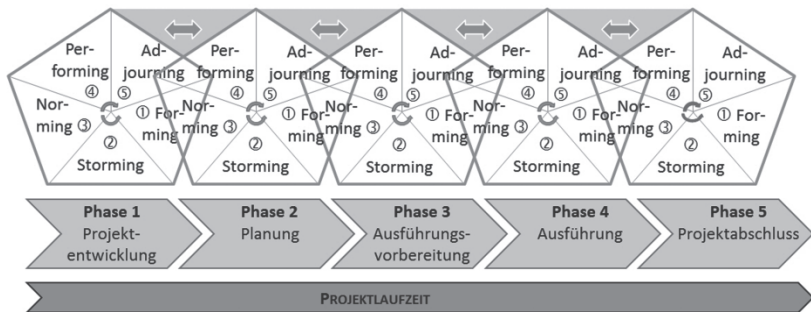 Per-
forming
④
Ad-
journing
⑤
Nor-
ming ③
① For-
ming
②
Storming
Per-
forming
④
Ad-
journing
⑤
Nor-
ming ③
① For-
ming
②
Storming
Per-
forming
④
Ad-
journing
⑤
Nor-
ming ③
① For-
ming
②
Storming
Per-
forming
④
Ad-
journing
⑤
Nor-
ming ③
① For-
ming
②
Storming
Per-
forming
④
Ad-
journing
⑤
Nor-
ming ③
① For-
ming
②
Storming
Phase 1
Projekt-
entwicklung
Phase 2
Planung
Phase 3
Ausführungs-
vorbereitung
Phase 4
Ausführung
Phase 5
Projektabschluss
PROJEKTLAUFZEIT